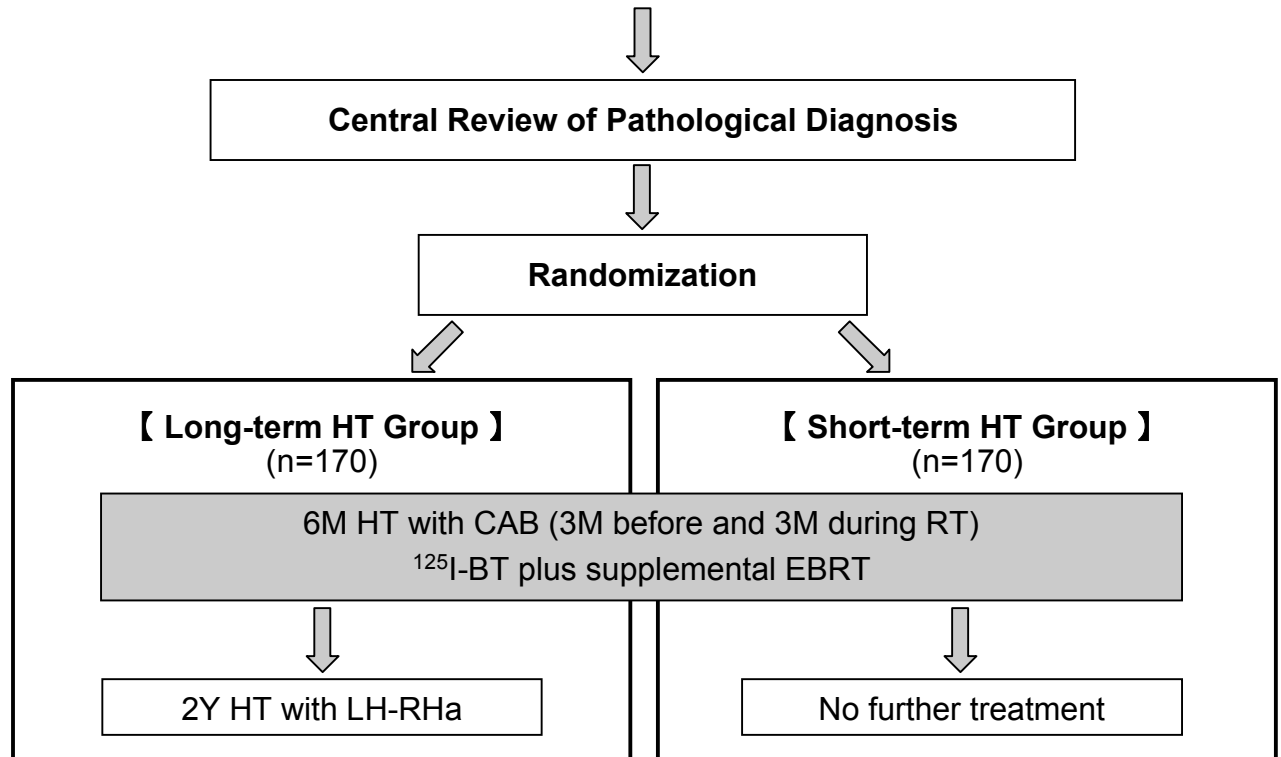 Central Review of Pathological Diagnosis
Randomization
【 Long-term HT Group 】
(n=170)
【 Short-term HT Group 】
(n=170)
6M HT with CAB (3M before and 3M during RT)
¹²⁵I-BT plus supplemental EBRT
2Y HT with LH-RHa
No further treatment